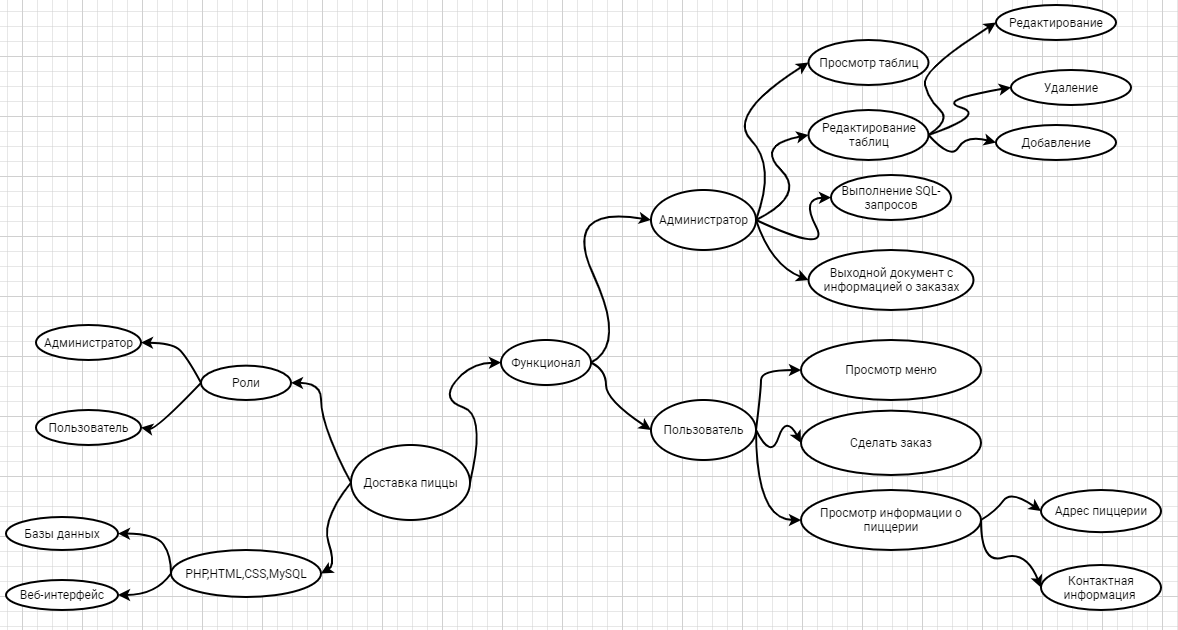 Редактирование
Просмотр таблиц
Удаление
Редактирование
таблиц
Добавление
Выполнение SQL-
запросов
Администратор
Выходной документ с
информацией о заказах
Администратор
Функционал
Просмотр меню
Роли
Пользователь
Пользователь
Сделать заказ
Доставка пиццы
Просмотр информации о
пиццерии
Адрес пиццерии
Базы данных
PHP,HTML,CSS,MySQL
Веб-интерфейс
Контактная
информация